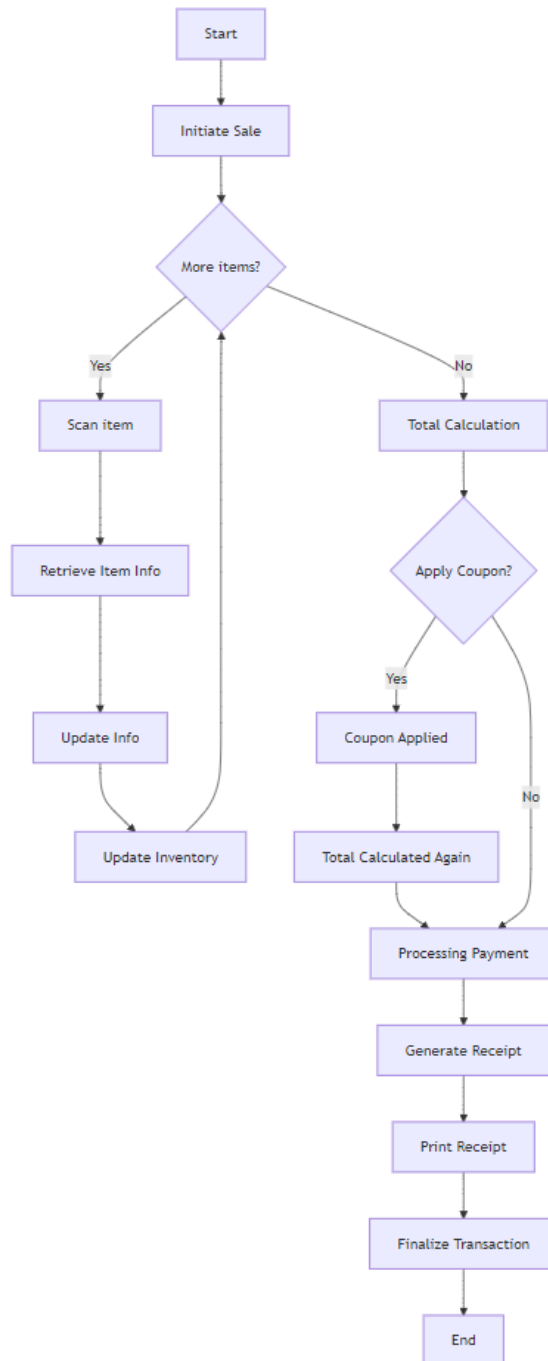 Start
Initiate Sale
More items?
Yes
No
Scan item
Total Calculation
Retrieve Item Info
Apply Coupon?
Yes
Update Info
Coupon Applied
No
Update Inventory
Total Calculated Again
Processing Payment
Generate Receipt
Print Receipt
Finalize Transaction
End